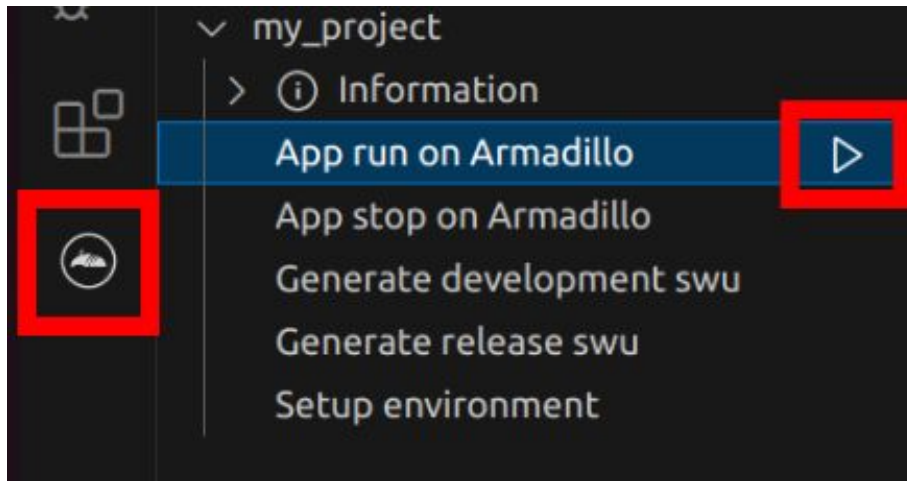 my_project
Information
App run on Armadillo
App stop on Armadillo
Generate development swu
Generate release swu
Setup environment